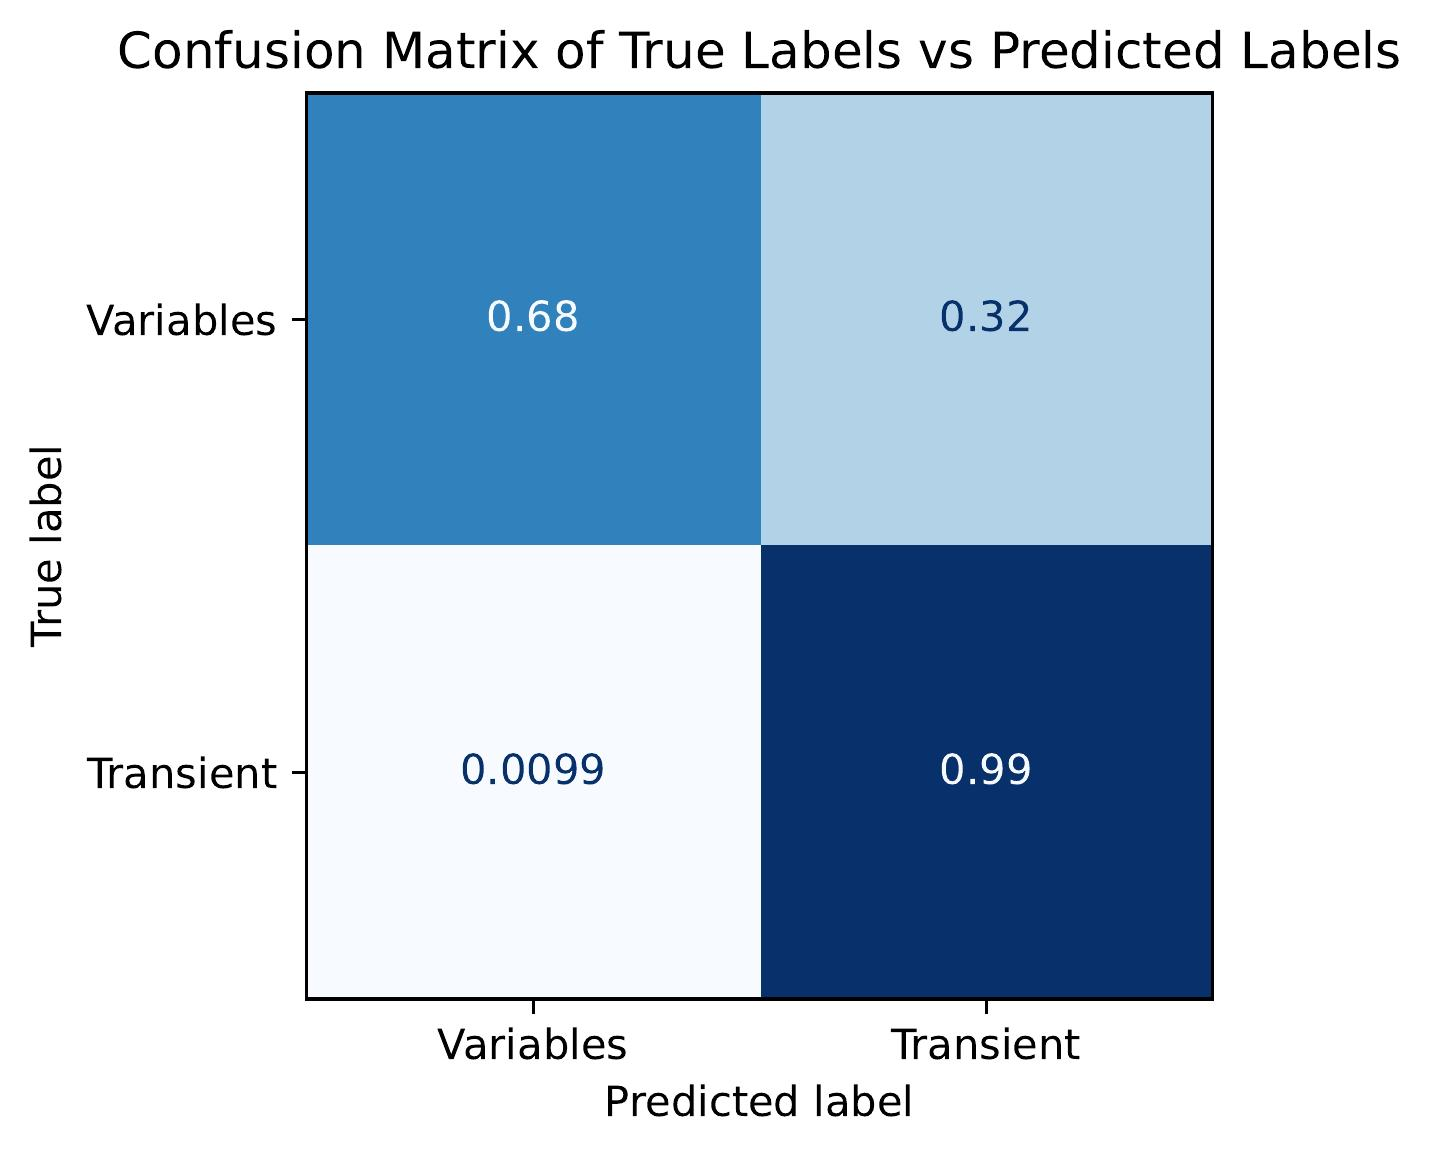 Confusion Matrix of True Labels vs Predicted Labels
Variables
0.68
0.32
True label
Transient
0.0099
0.99
Variables
Transient
Predicted label